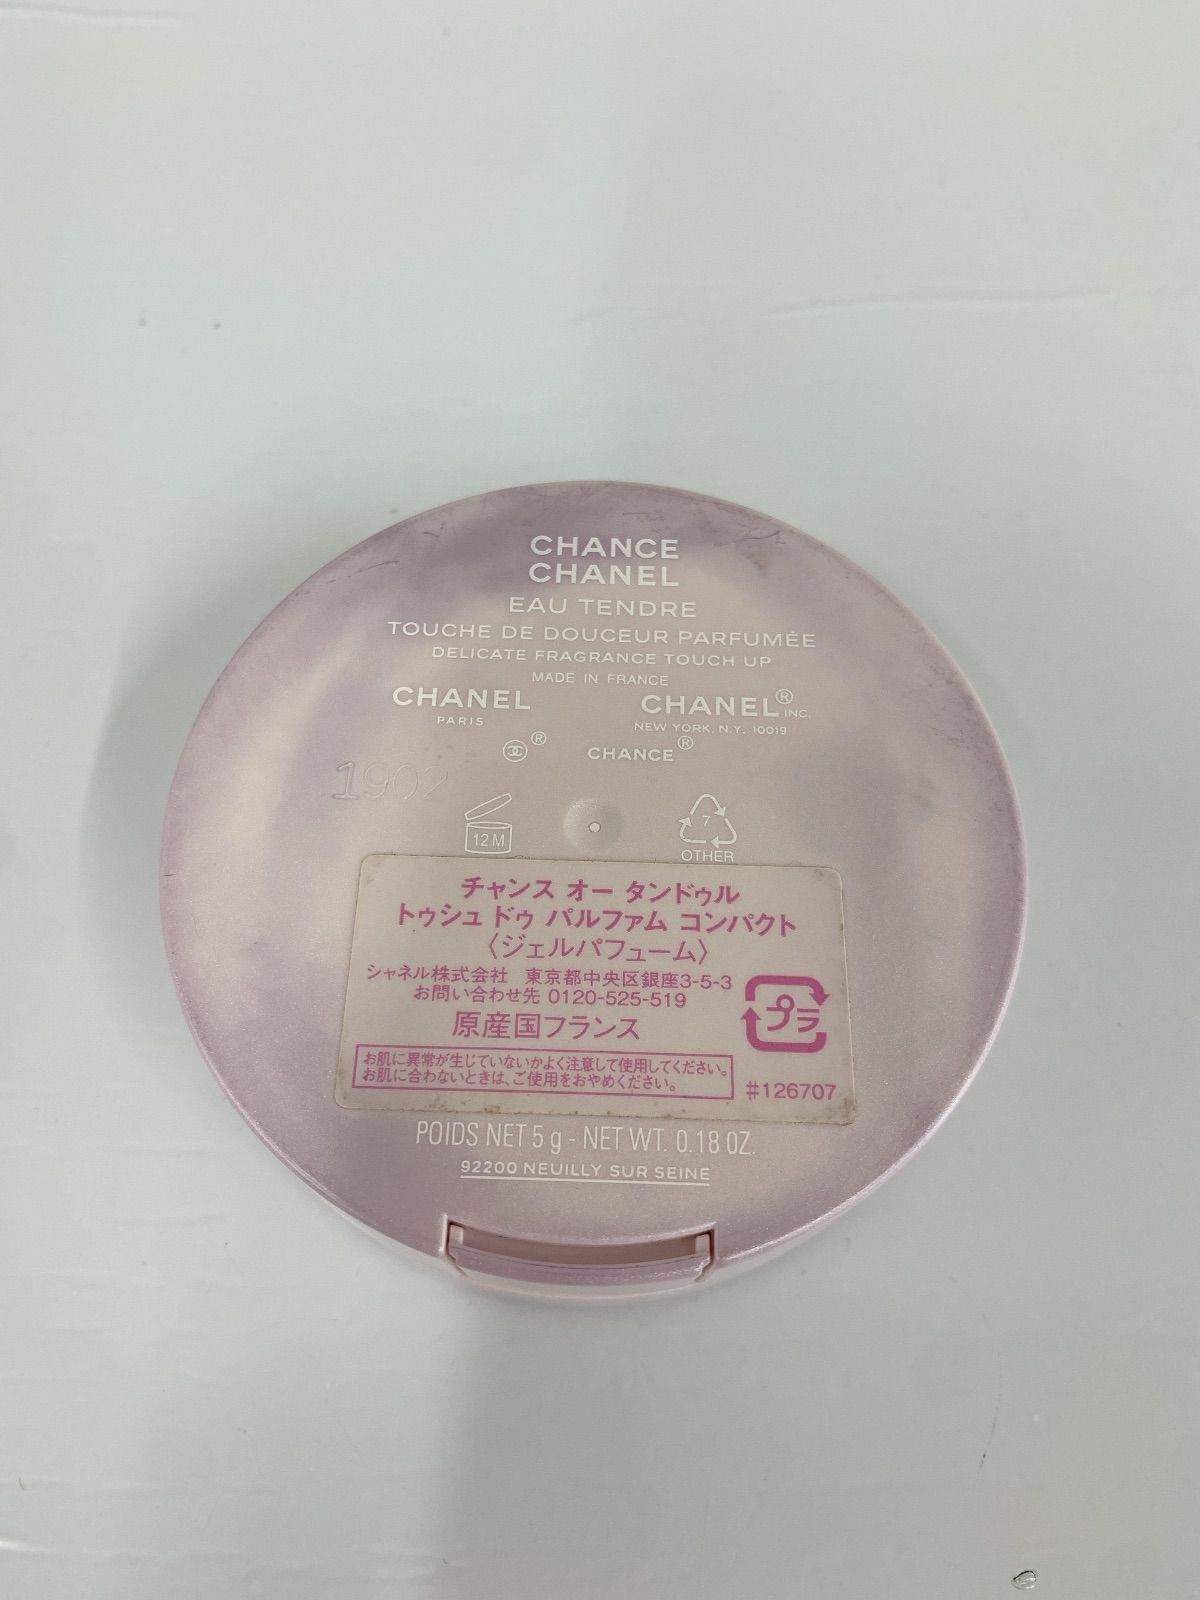 CHANCE
CHANEL
EAU TENDRE
TOUCHE DE DOUCEUR PARFUMÉE
DELICATE FRAGRANCE TOUCH UP
MADE IN FRANCE
CHANEL
PARIS
CHANEL® INC.
NEW YORK, N.Y. 10019
® CHANCE®
1902
12 M
7
OTHER
チャンス オー タンドゥル
トゥシュ ドゥ パルファム コンパクト
〈ジェルパフューム〉
シャネル株式会社 東京都中央区銀座3-5-3
お問い合わせ先 0120-525-519
原産国フランス
プラ
お肌に異常が生じていないかよく注意して使用してください。
お肌に合わないときは、ご使用をおやめください。
#126707
POIDS NET 5 g - NET WT. 0.18 OZ.
92200 NEUILLY SUR SEINE